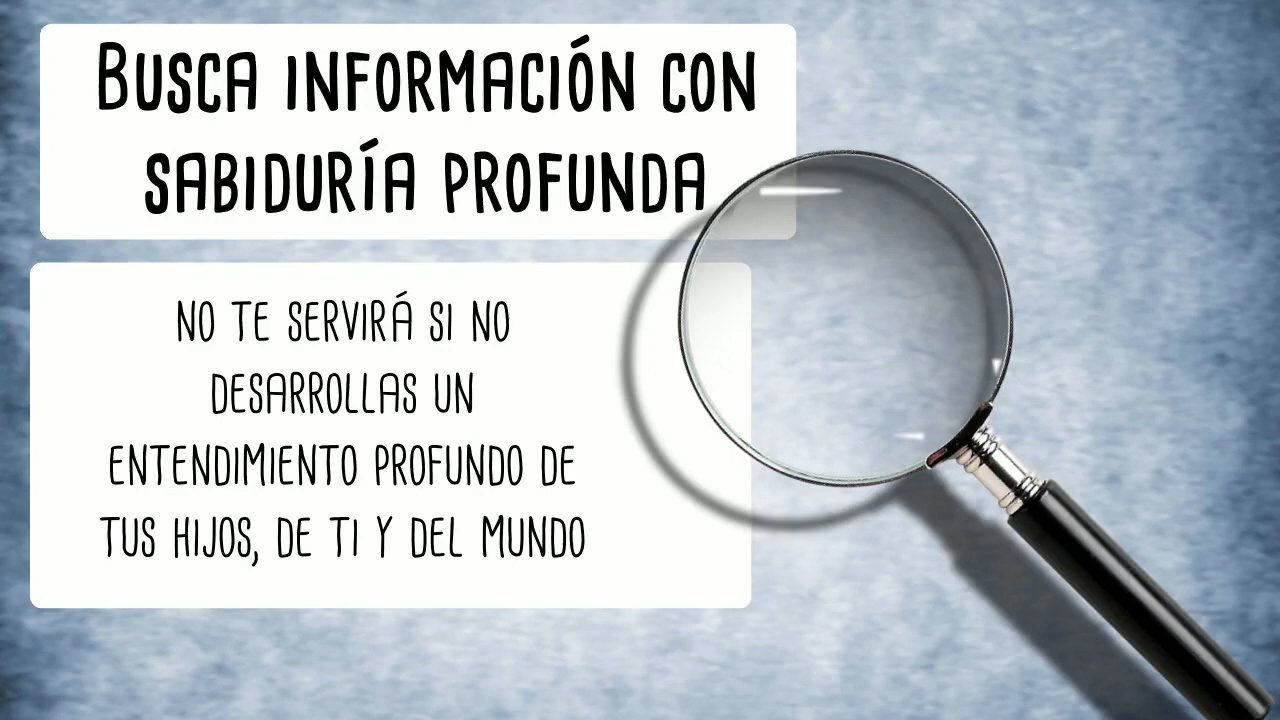 Busca información con
sabiduría profunda
NO TE SERVIRÁ SI NO
DESARROLLAS UN
ENTENDIMIENTO PROFUNDO DE
TUS HIJOS, DE TI Y DEL MUNDO